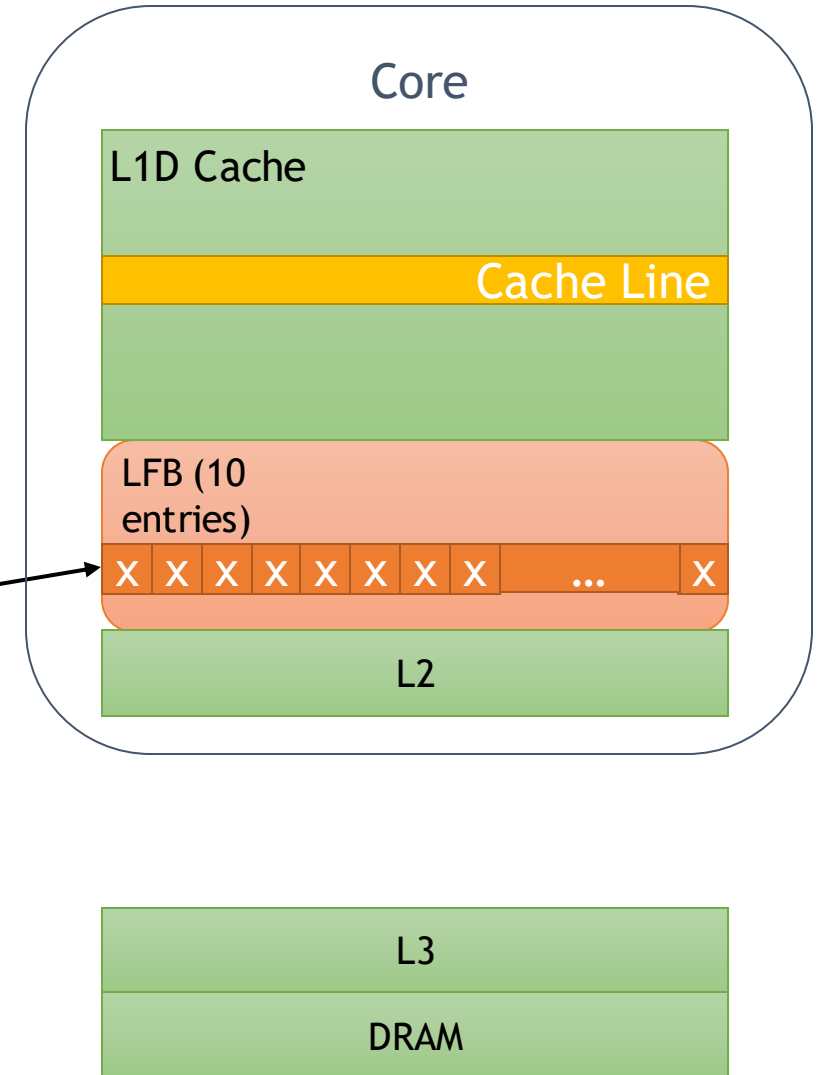 Core
L1D Cache
Cache Line
LFB (10
entries)
x x x x x x x x ... x
L2
L3
DRAM